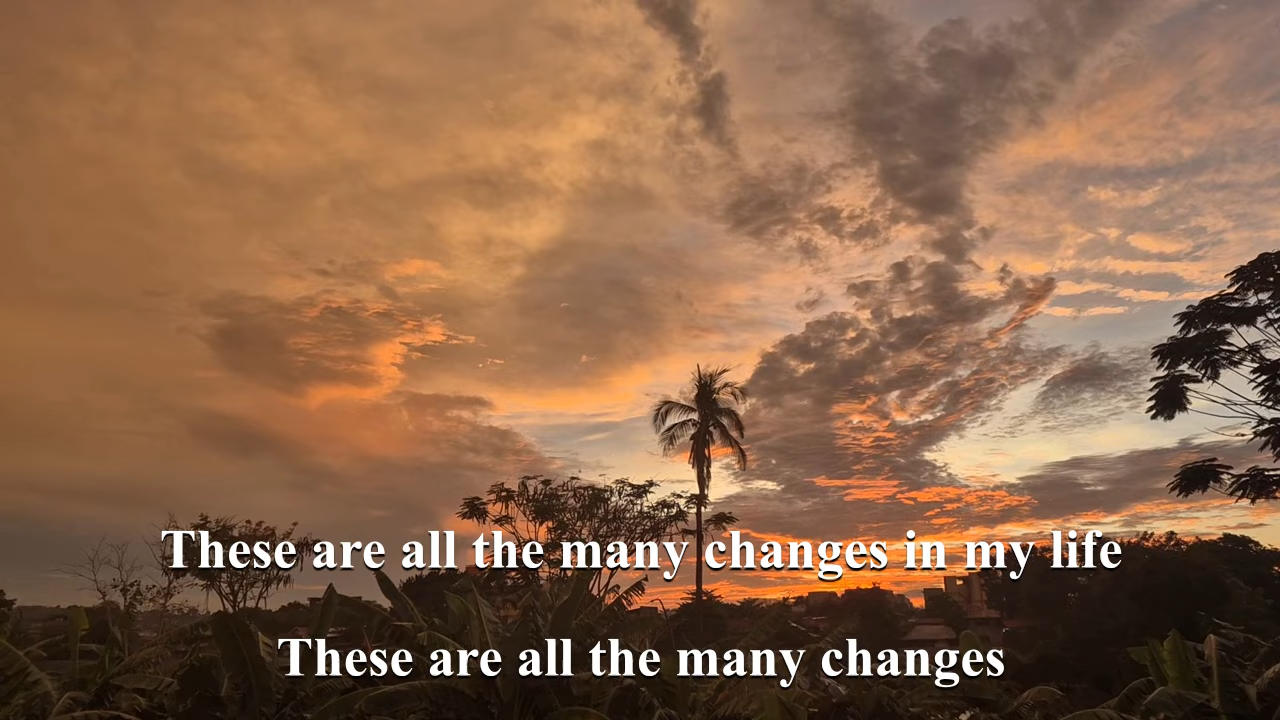 These are all the many changes in my life
These are all the many changes